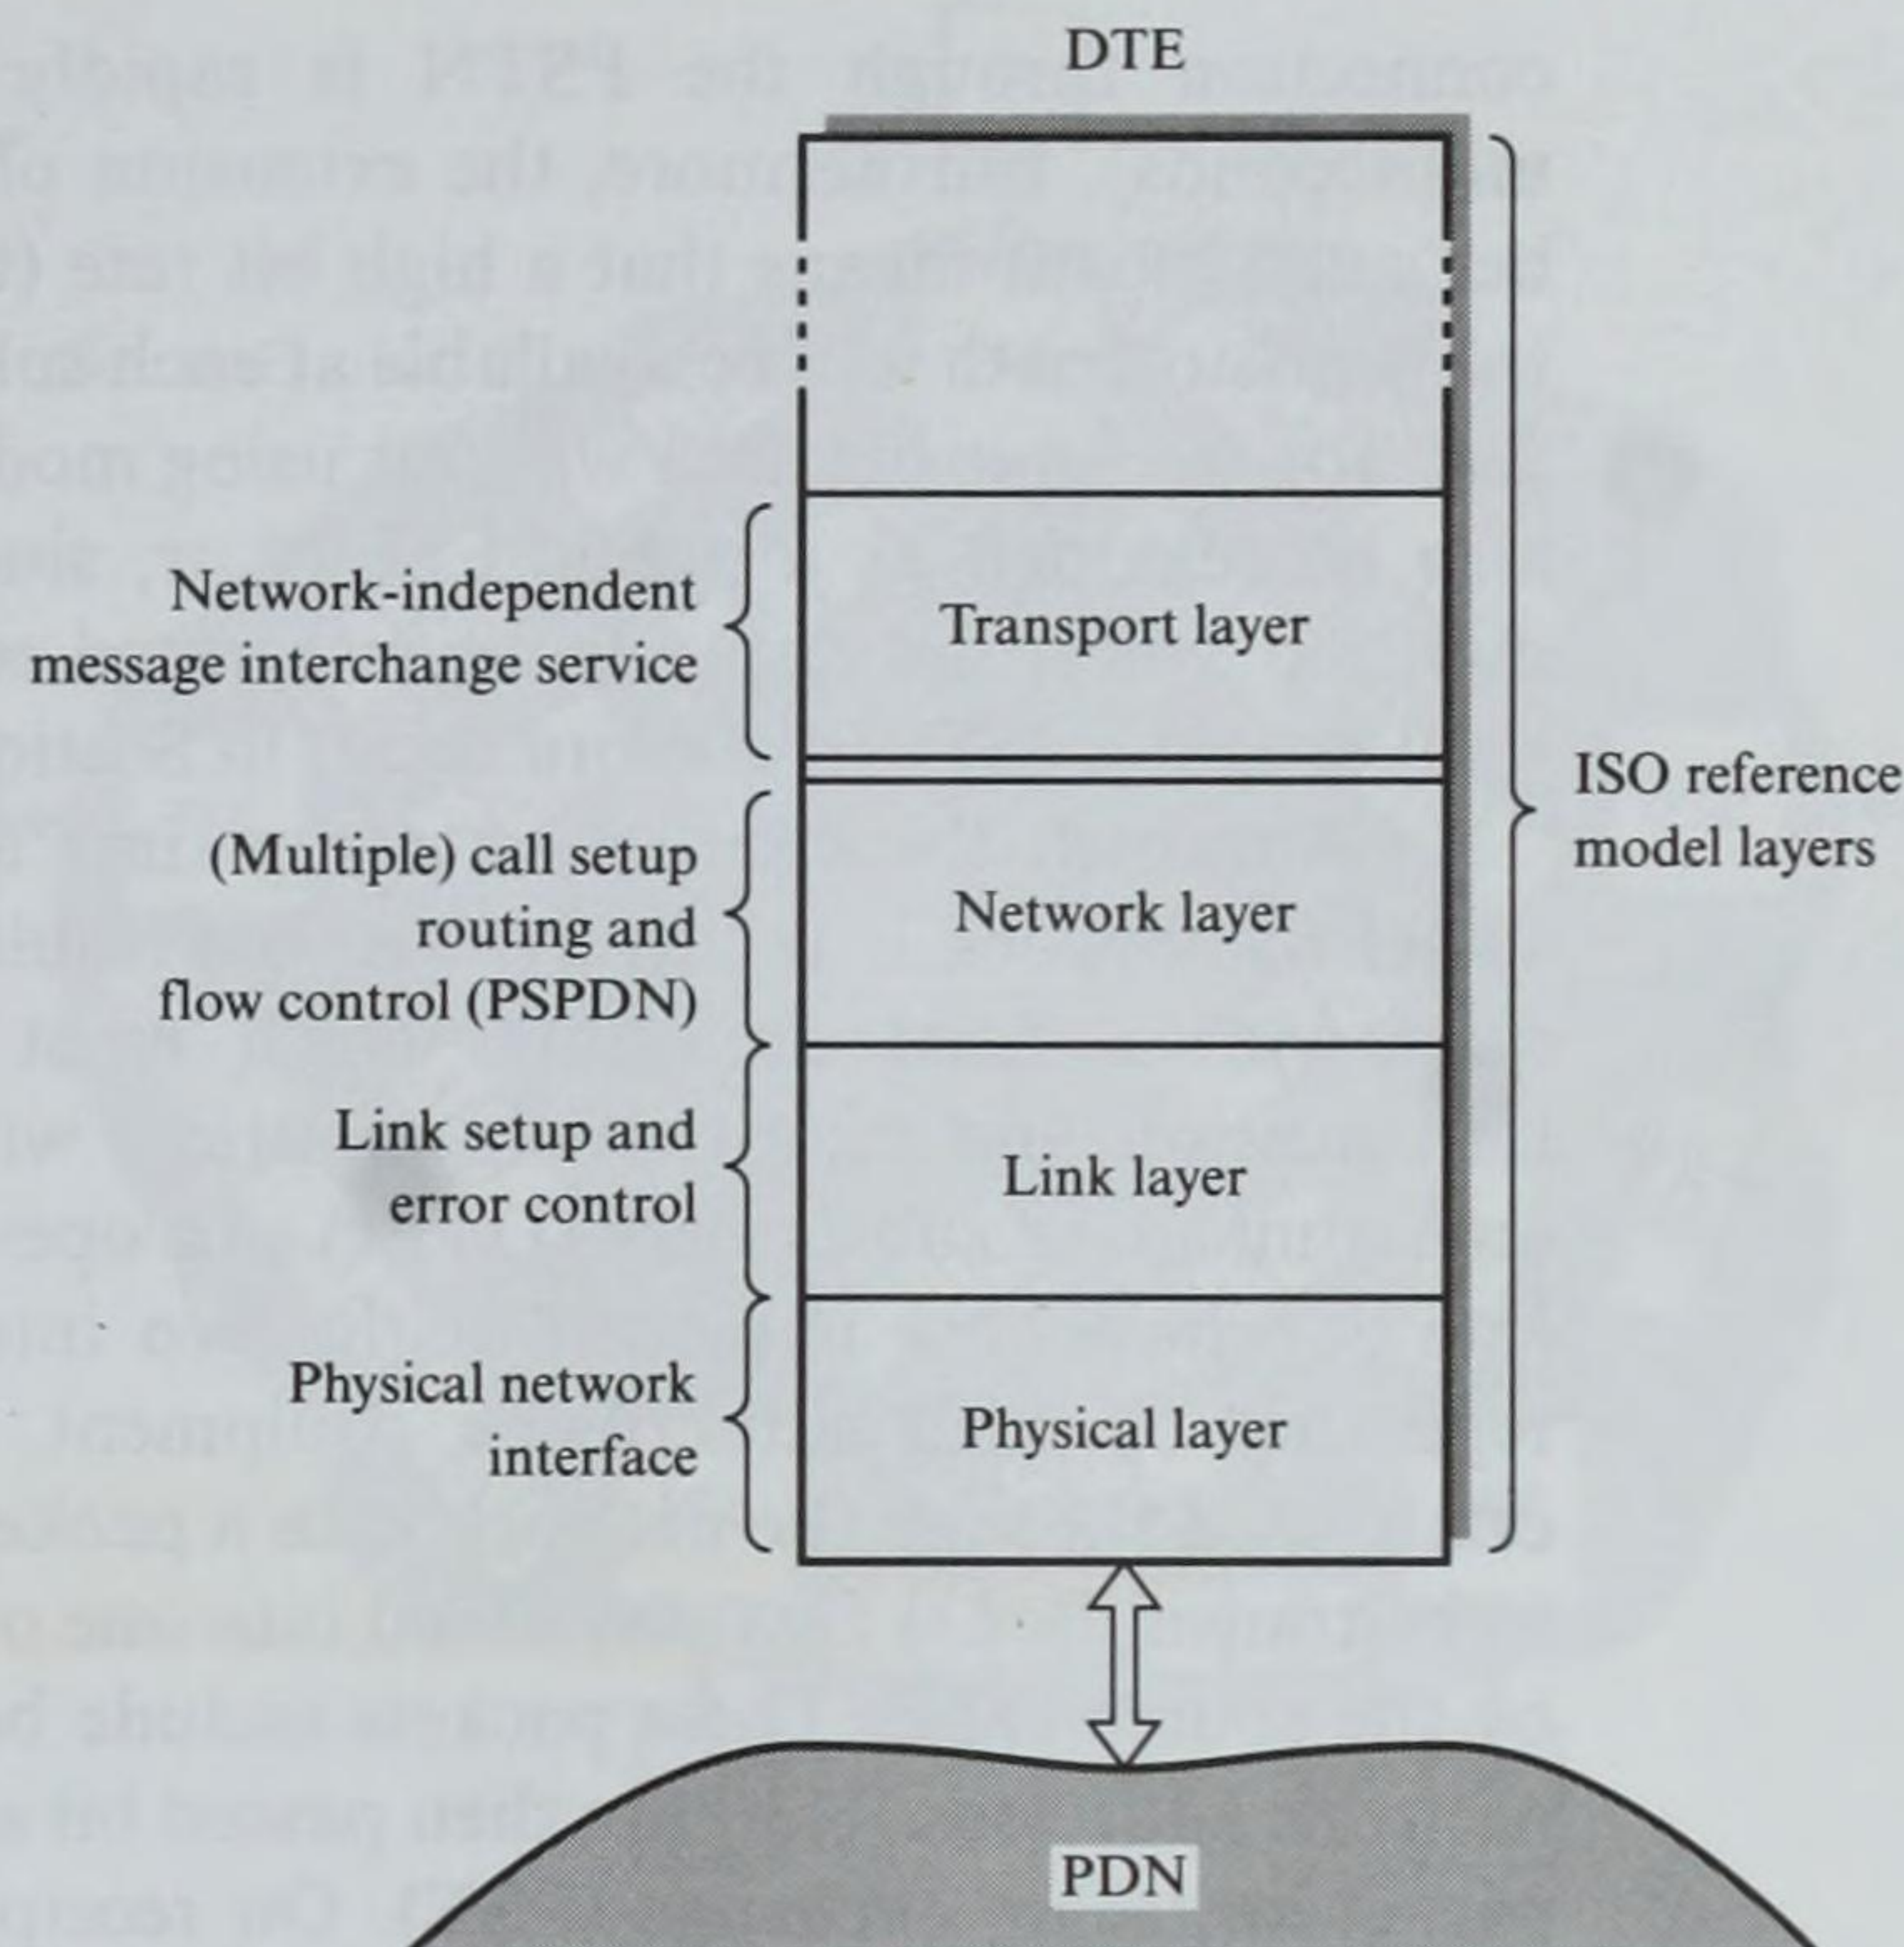 DTE
Network-independent
message interchange service
Transport layer
ISO reference
model layers
(Multiple) call setup
routing and
flow control (PSPDN)
Network layer
Link setup and
error control
Link layer
Physical network
interface
Physical layer
PDN